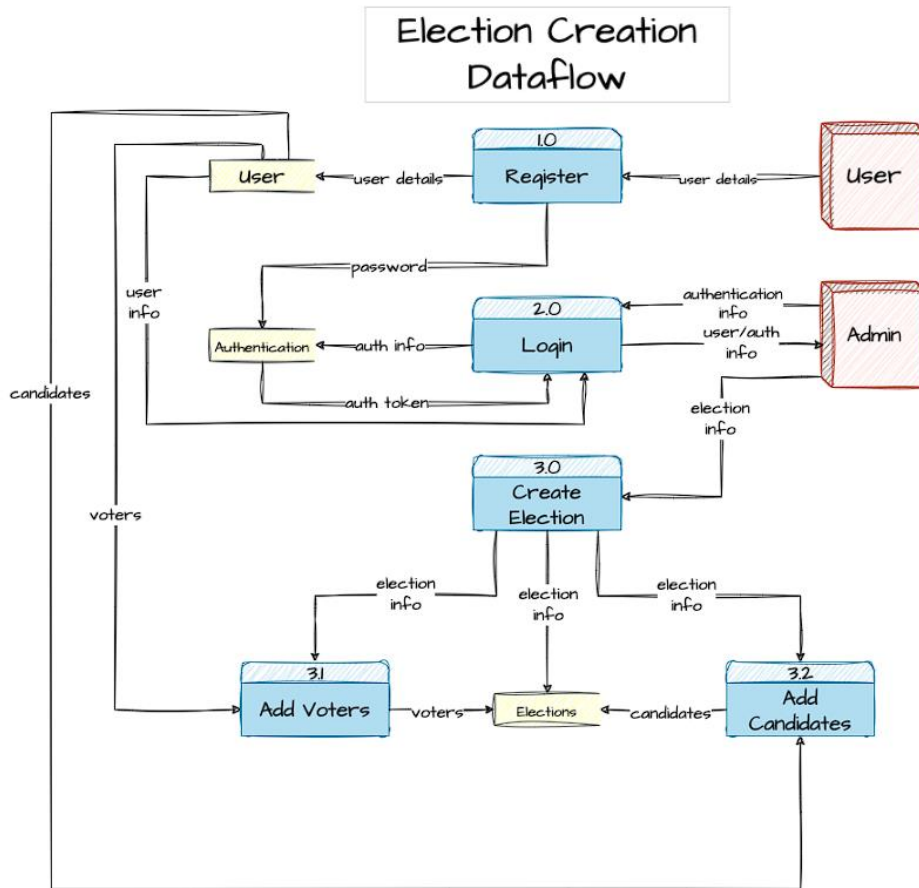 Election Creation
Dataflow
1.0
Register
User
user details
user details
User
password
user
info
2.0
Login
authentication
info
user/auth
info
Admin
Authentication
auth info
auth token
candidates
election
info
3.0
Create
Election
voters
election
info
election
info
election
info
3.1
Add Voters
voters
Elections
candidates
3.2
Add
Candidates